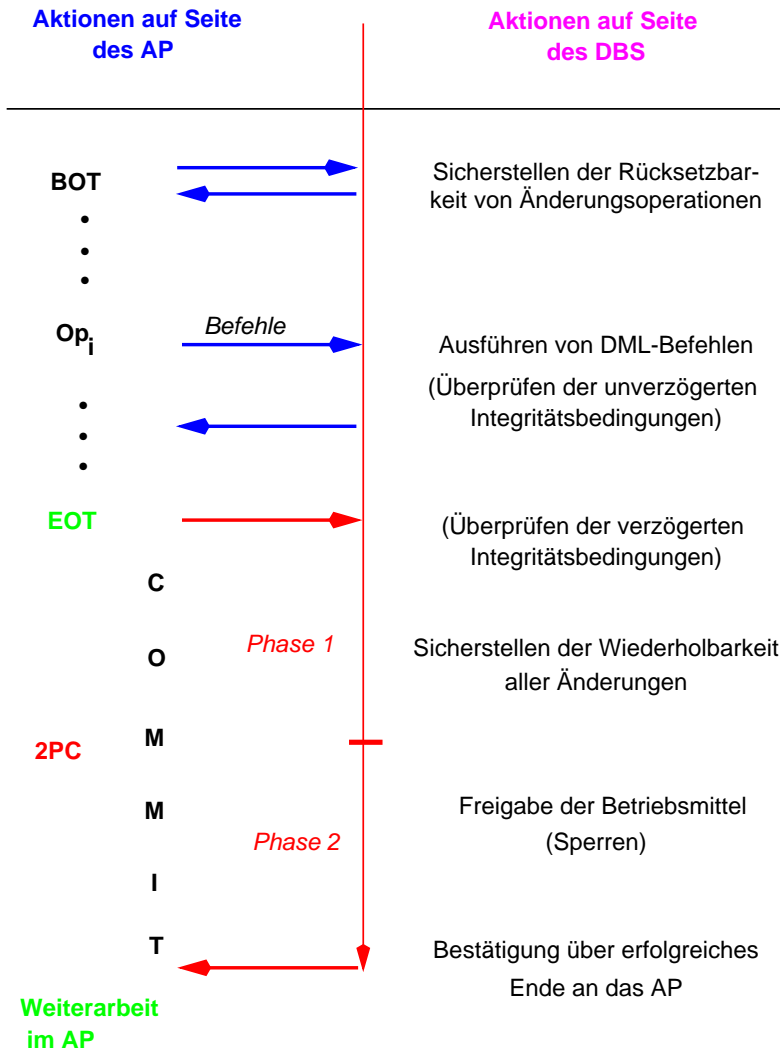 Aktionen auf Seite
des AP
Aktionen auf Seite
des DBS
BOT
Sicherstellen der Rücksetzbar-
keit von Änderungsoperationen
•
•
•
Opi
Befehle
Ausführen von DML-Befehlen
(Überprüfen der unverzögerten
Integritätsbedingungen)
•
•
•
EOT
(Überprüfen der verzögerten
Integritätsbedingungen)
C
O
Phase 1
Sicherstellen der Wiederholbarkeit
aller Änderungen
2PC
M
M
Phase 2
Freigabe der Betriebsmittel
(Sperren)
I
T
Bestätigung über erfolgreiches
Ende an das AP
Weiterarbeit
im AP